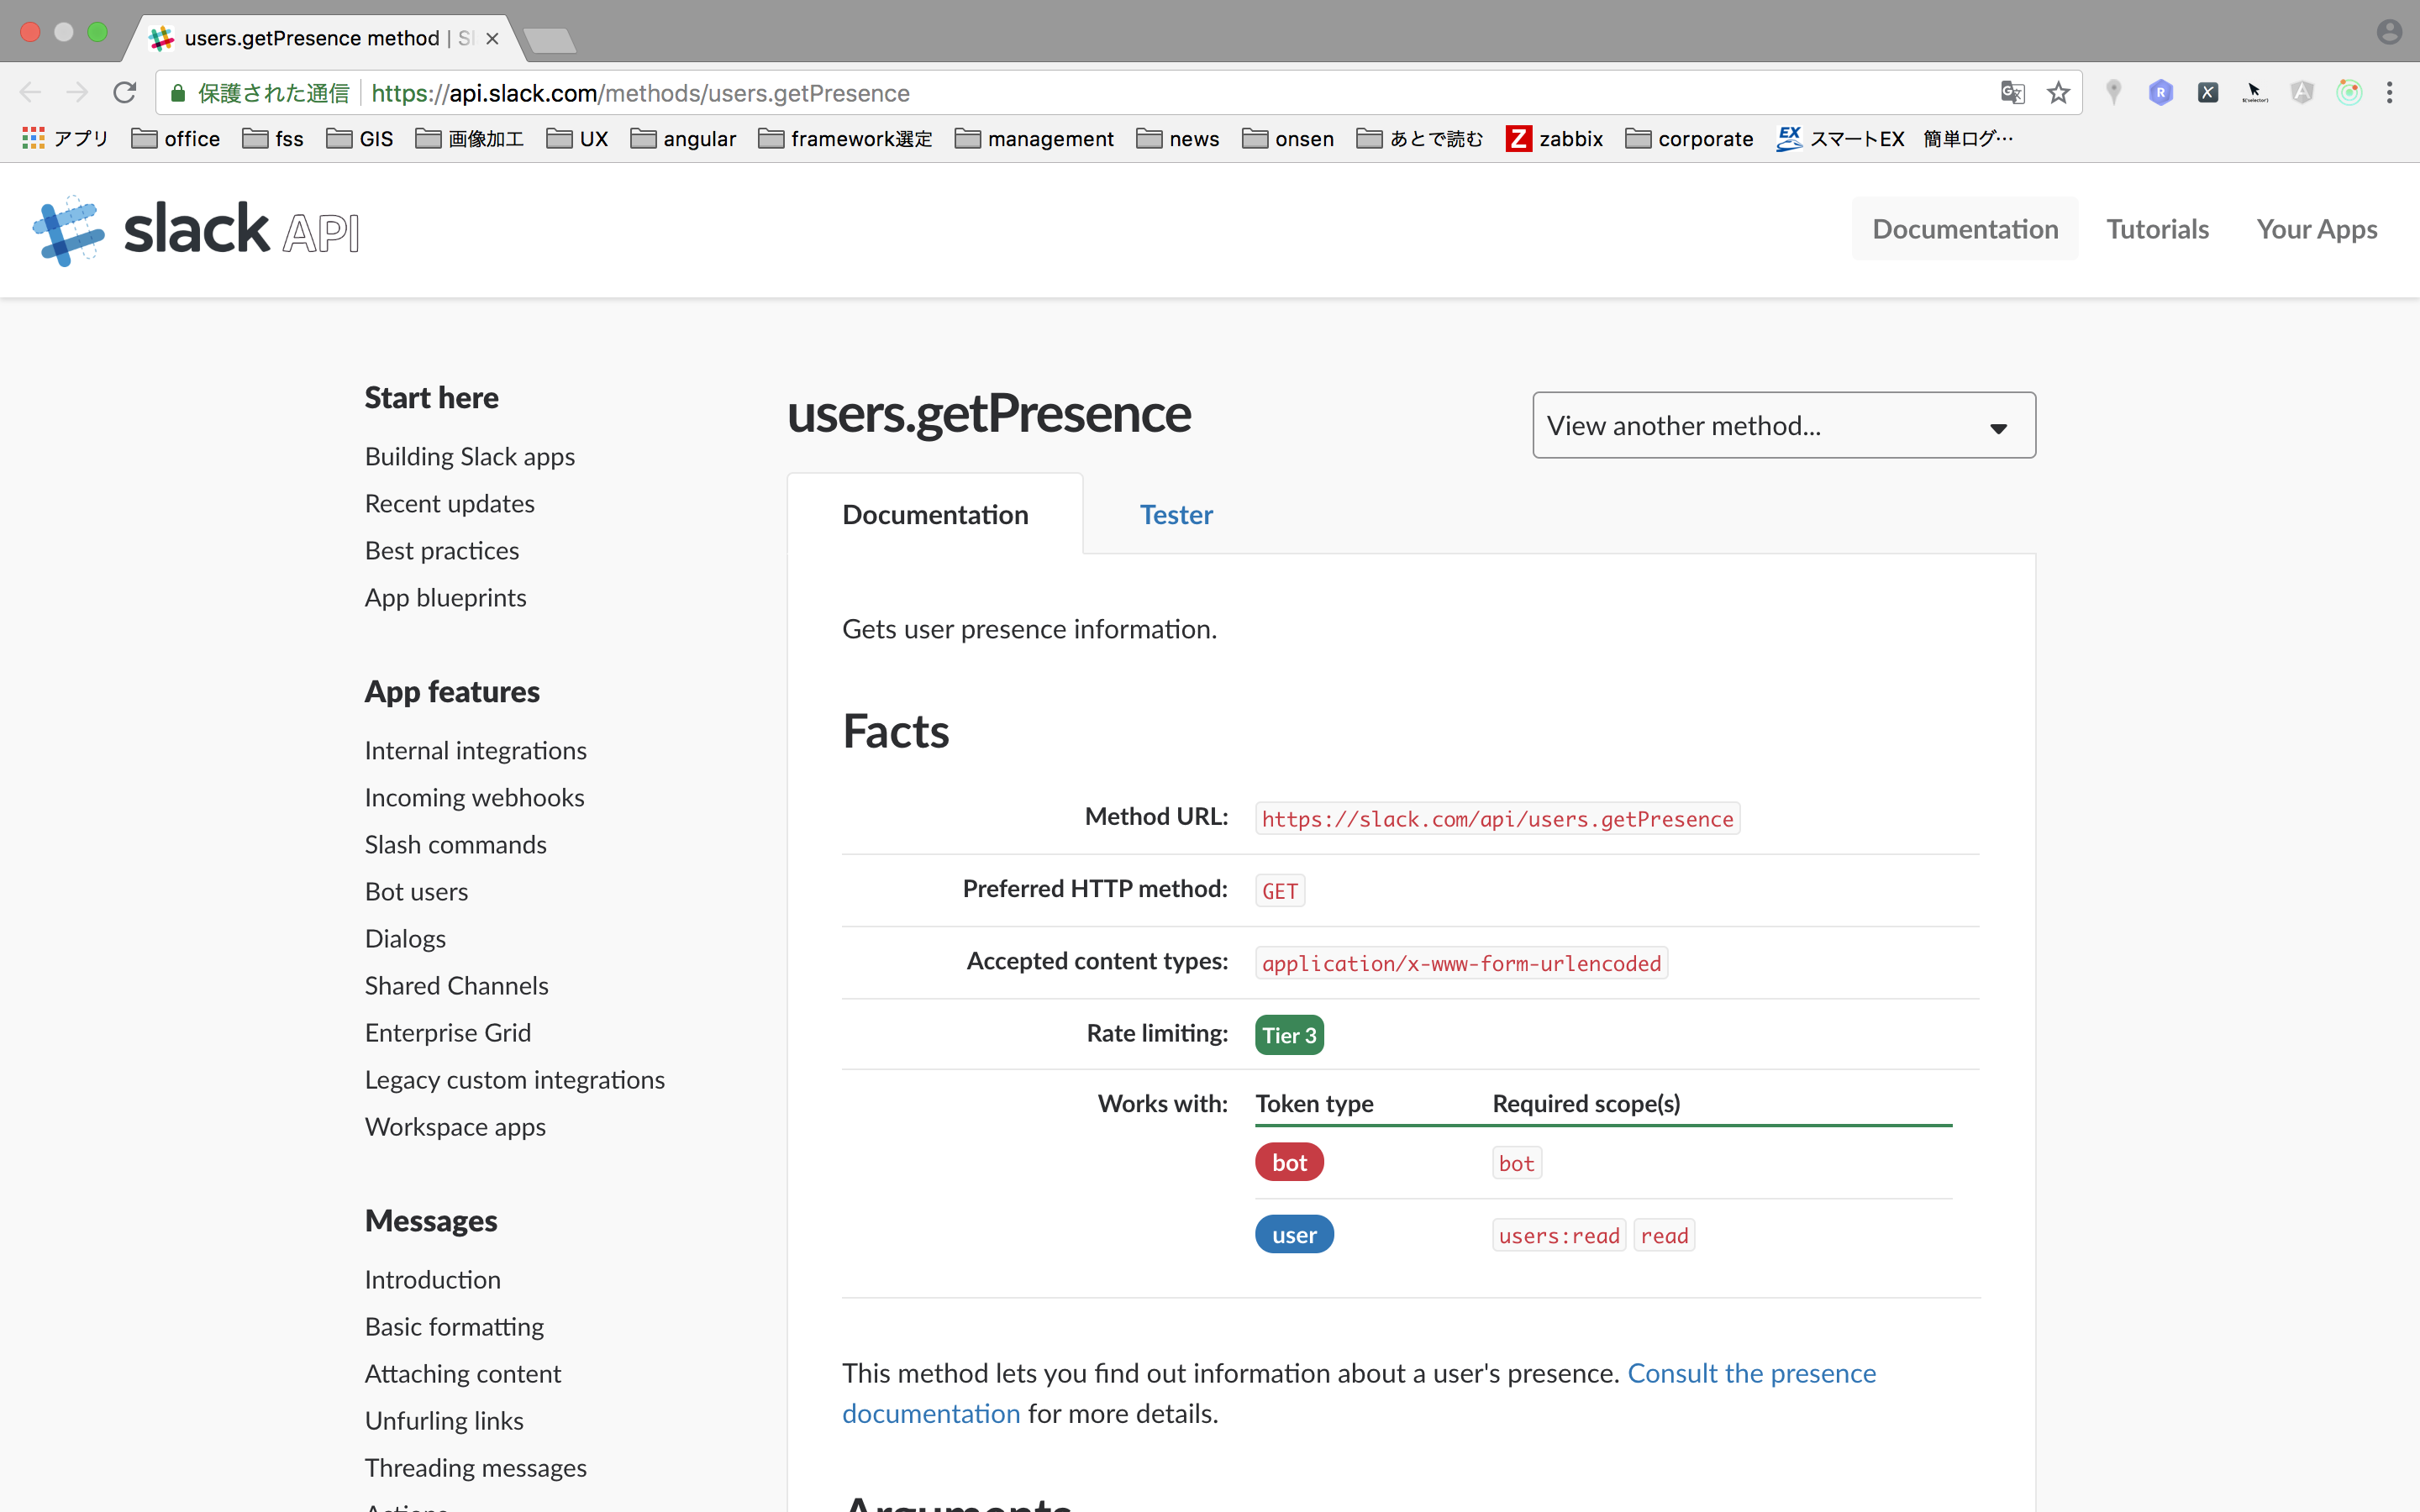 users.getPresence method | Sl
保護された通信 https://api.slack.com/methods/users.getPresence
アプリ office fss GIS 画像加工 UX angular framework選定 management news onsen あとで読む Z zabbix corporate EX スマートEX 簡単ログ…
slack API
Documentation Tutorials Your Apps
Start here
Building Slack apps
Recent updates
Best practices
App blueprints
App features
Internal integrations
Incoming webhooks
Slash commands
Bot users
Dialogs
Shared Channels
Enterprise Grid
Legacy custom integrations
Workspace apps
Messages
Introduction
Basic formatting
Attaching content
Unfurling links
Threading messages
Actions
users.getPresence
View another method...
Documentation Tester
Gets user presence information.
Facts
Method URL: https://slack.com/api/users.getPresence
Preferred HTTP method: GET
Accepted content types: application/x-www-form-urlencoded
Rate limiting: Tier 3
Works with: Token type Required scope(s)
bot bot
user users:read read
This method lets you find out information about a user's presence. Consult the presence
documentation for more details.
Arguments